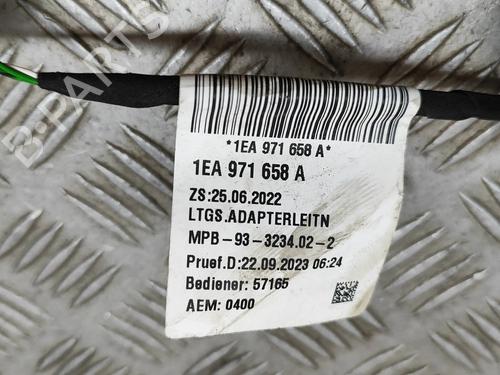 B-PARTS
*1EA 971 658 A*
1EA 971 658 A
ZS:25.06.2022
LTGS.ADAPTERLEITN
MPB-93-3234.02-2
Pruef.D:22.09.2023 06:24
Bediener: 57165
AEM: 0400